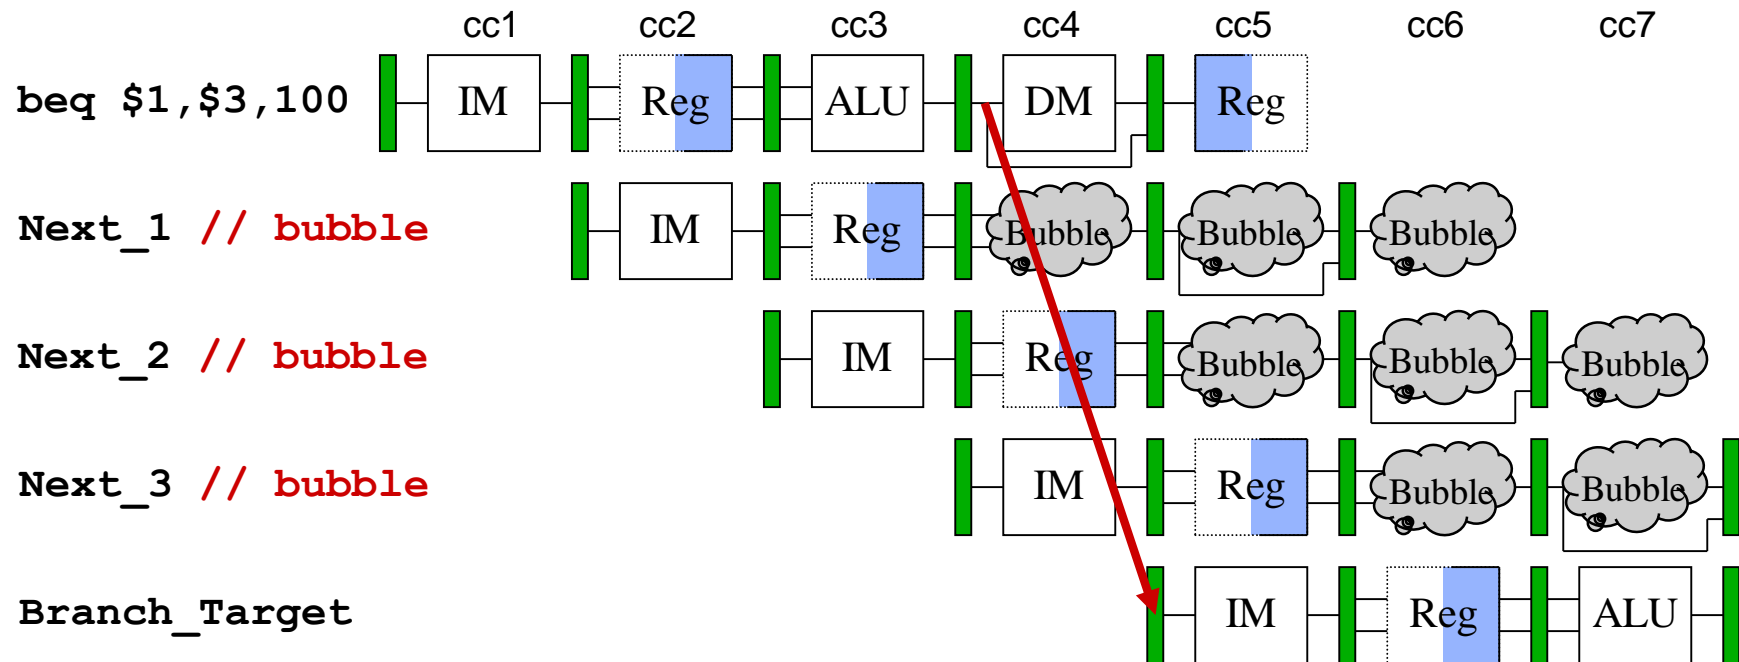 cc1 cc2 cc3 cc4 cc5 cc6 cc7
beq $1,$3,100 IM Reg ALU DM Reg
Next_1 // bubble IM Reg Bubble Bubble Bubble
Next_2 // bubble IM Reg Bubble Bubble Bubble
Next_3 // bubble IM Reg Bubble Bubble
Branch_Target IM Reg ALU